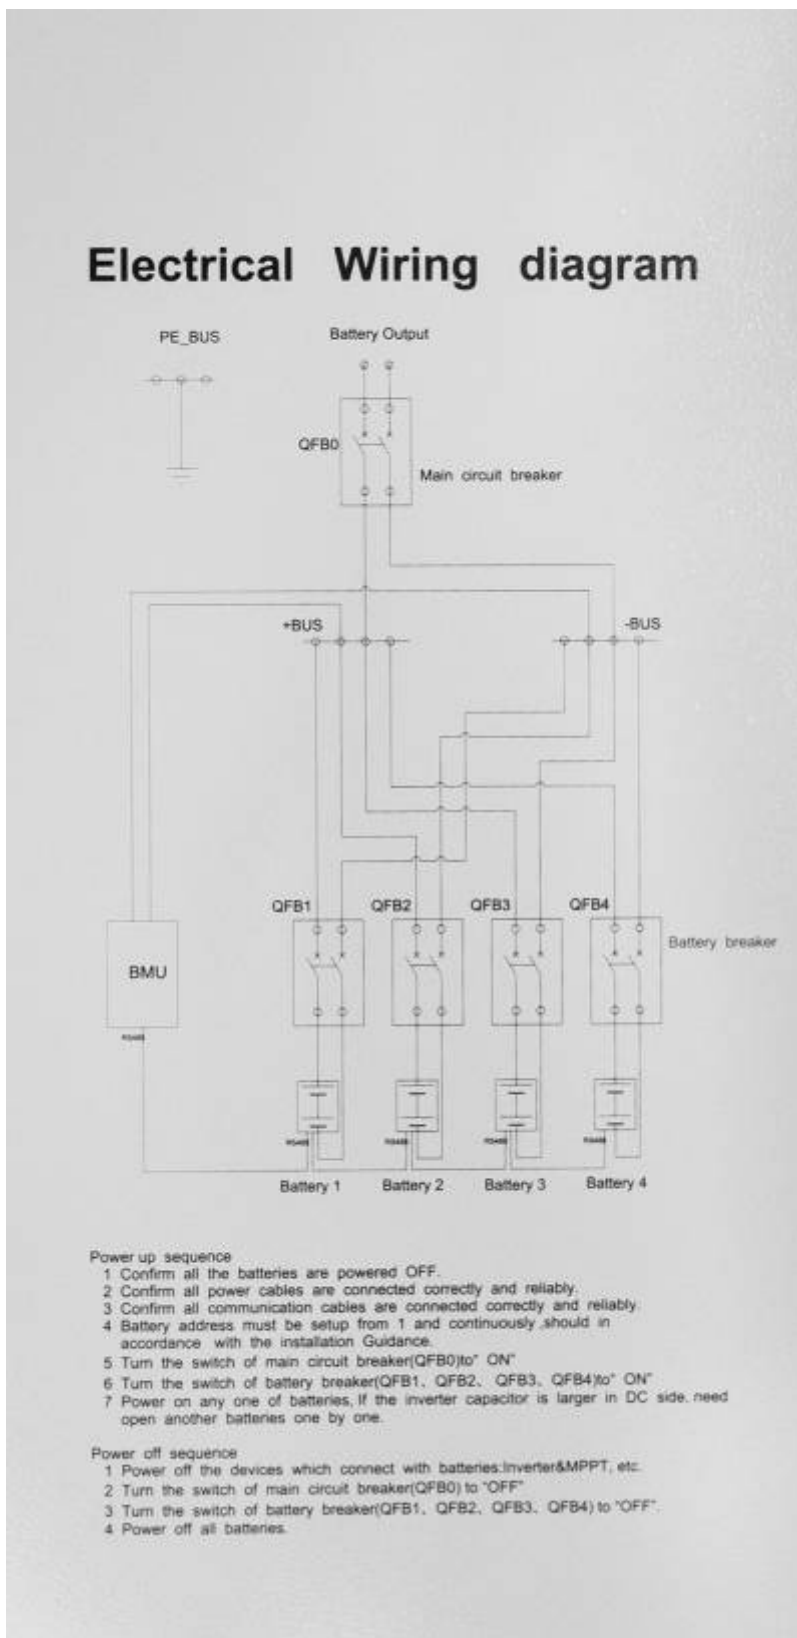 Electrical Wiring diagram
PE_BUS
Battery Output
QFB0
Main circuit breaker
+BUS
-BUS
QFB1
QFB2
QFB3
QFB4
Battery breaker
BMU
RS485
RS485
RS485
RS485
RS485
Battery 1
Battery 2
Battery 3
Battery 4
Power up sequence
1 Confirm all the batteries are powered OFF.
2 Confirm all power cables are connected correctly and reliably.
3 Confirm all communication cables are connected correctly and reliably.
4 Battery address must be setup from 1 and continuously ,should in
accordance with the installation Guidance.
5 Turn the switch of main circuit breaker(QFB0)to" ON"
6 Turn the switch of battery breaker(QFB1、QFB2、QFB3、QFB4)to" ON"
7 Power on any one of batteries, If the inverter capacitor is larger in DC side, need
open another batteries one by one.
Power off sequence
1 Power off the devices which connect with batteries:Inverter&MPPT, etc.
2 Turn the switch of main circuit breaker(QFB0) to "OFF"
3 Turn the switch of battery breaker(QFB1、QFB2、QFB3、QFB4) to "OFF".
4 Power off all batteries.